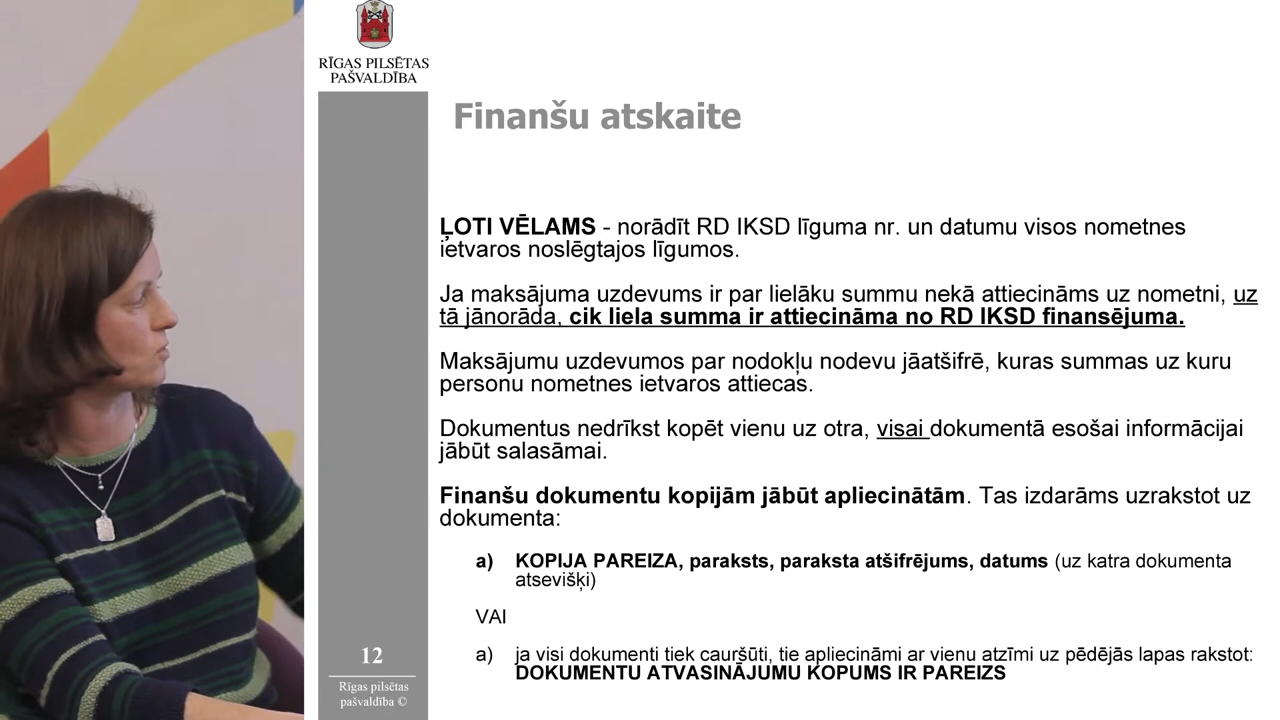 RĪGAS PILSĒTAS
PAŠVALDĪBA
Finanšu atskaite
ĻOTI VĒLAMS - norādīt RD IKSD līguma nr. un datumu visos nometnes
ietvaros noslēgtajos līgumos.
Ja maksājuma uzdevums ir par lielāku summu nekā attiecināms uz nometni, uz
tā jānorāda, cik liela summa ir attiecināma no RD IKSD finansējuma.
Maksājumu uzdevumos par nodokļu nodevu jāatšifrē, kuras summas uz kuru
personu nometnes ietvaros attiecas.
Dokumentus nedrīkst kopēt vienu uz otra, visai dokumentā esošai informācijai
jābūt salasāmai.
Finanšu dokumentu kopijām jābūt apliecinātām. Tas izdarāms uzrakstot uz
dokumenta:
a) KOPIJA PAREIZA, paraksts, paraksta atšifrējums, datums (uz katra dokumenta
atsevišķi)
VAI
a) ja visi dokumenti tiek cauršūti, tie apliecināmi ar vienu atzīmi uz pēdējās lapas rakstot:
DOKUMENTU ATVASINĀJUMU KOPUMS IR PAREIZS
12
Rīgas pilsētas
pašvaldība ©